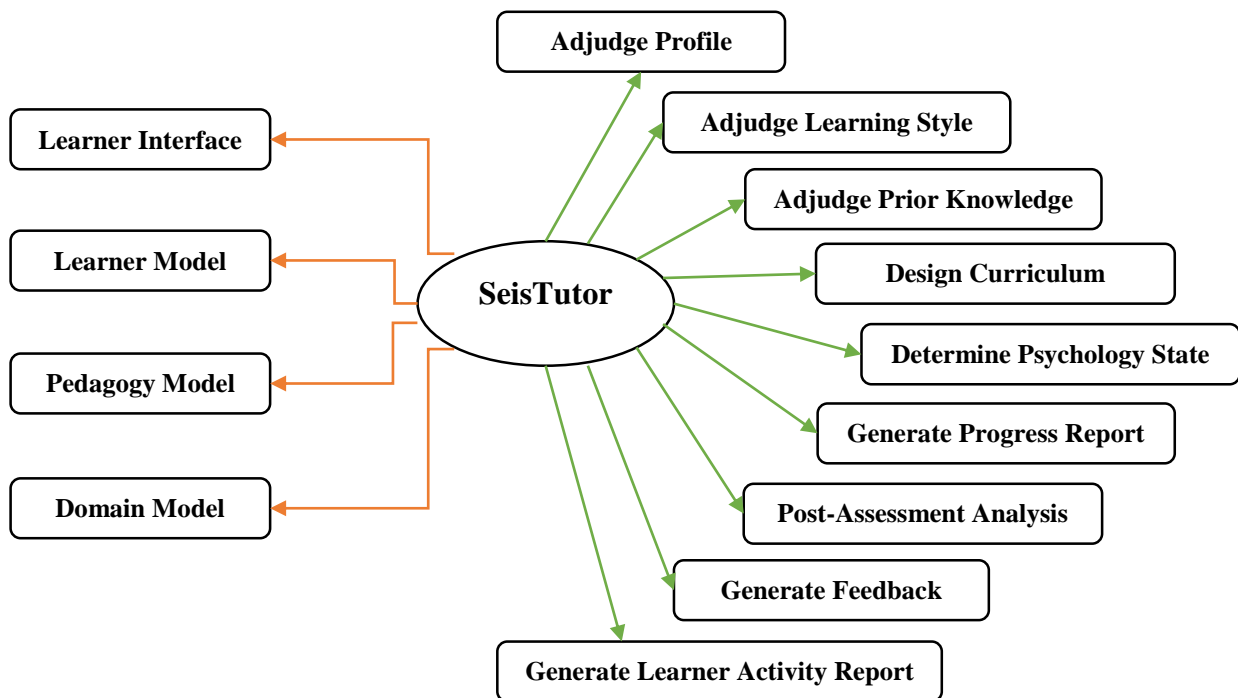 Adjudge Profile
Adjudge Learning Style
Learner Interface
Adjudge Prior Knowledge
Learner Model
Design Curriculum
SeisTutor
Determine Psychology State
Pedagogy Model
Generate Progress Report
Domain Model
Post-Assessment Analysis
Generate Feedback
Generate Learner Activity Report